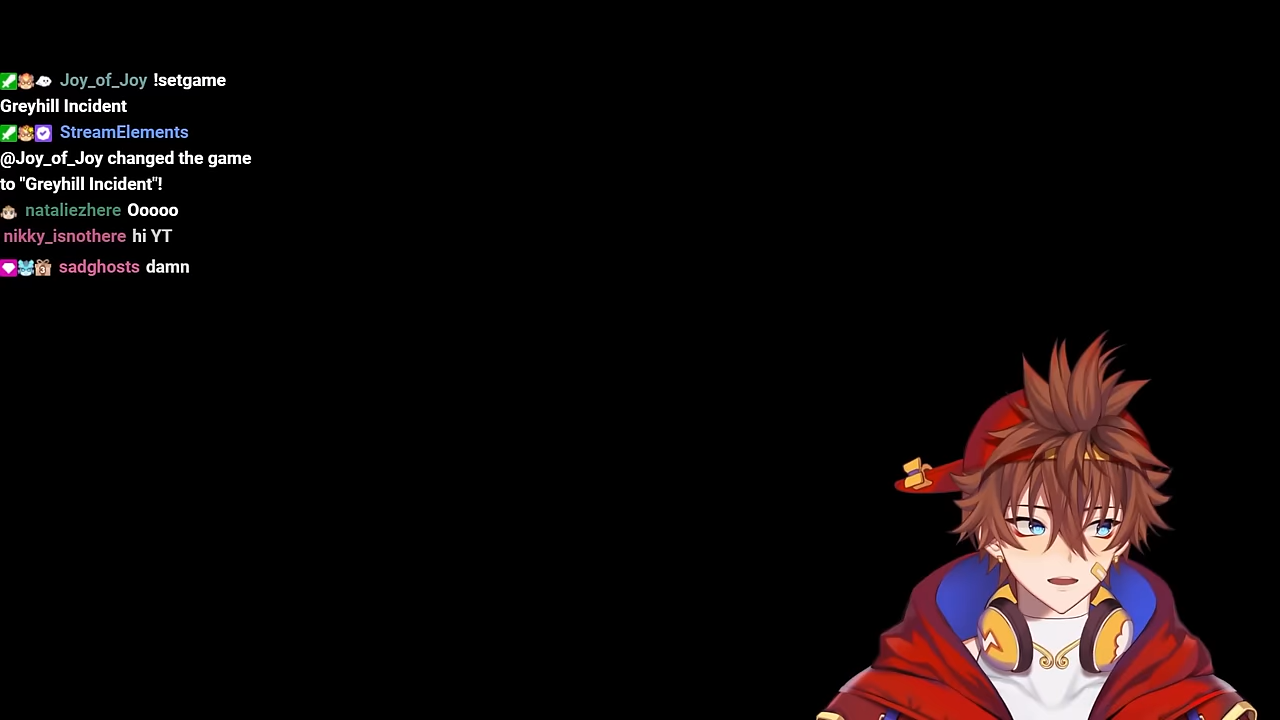 Joy_of_Joy !setgame
Greyhill Incident
StreamElements
@Joy_of_Joy changed the game
to "Greyhill Incident"!
nataliezhere Ooooo
nikky_isnothere hi YT
sadghosts damn